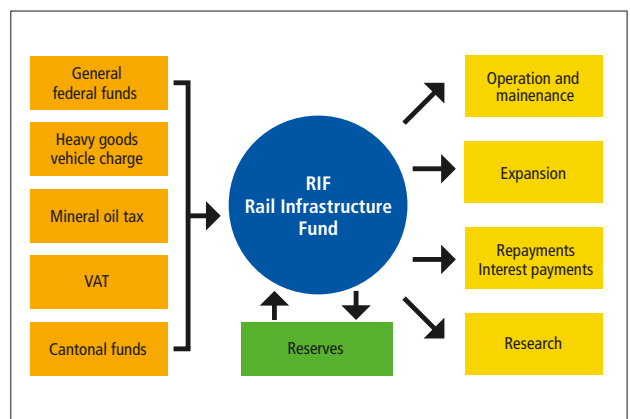 General
federal funds
Heavy goods
vehicle charge
Mineral oil tax
VAT
Cantonal funds
RIF
Rail Infrastructure
Fund
Reserves
Operation and
mainenance
Expansion
Repayments
Interest payments
Research